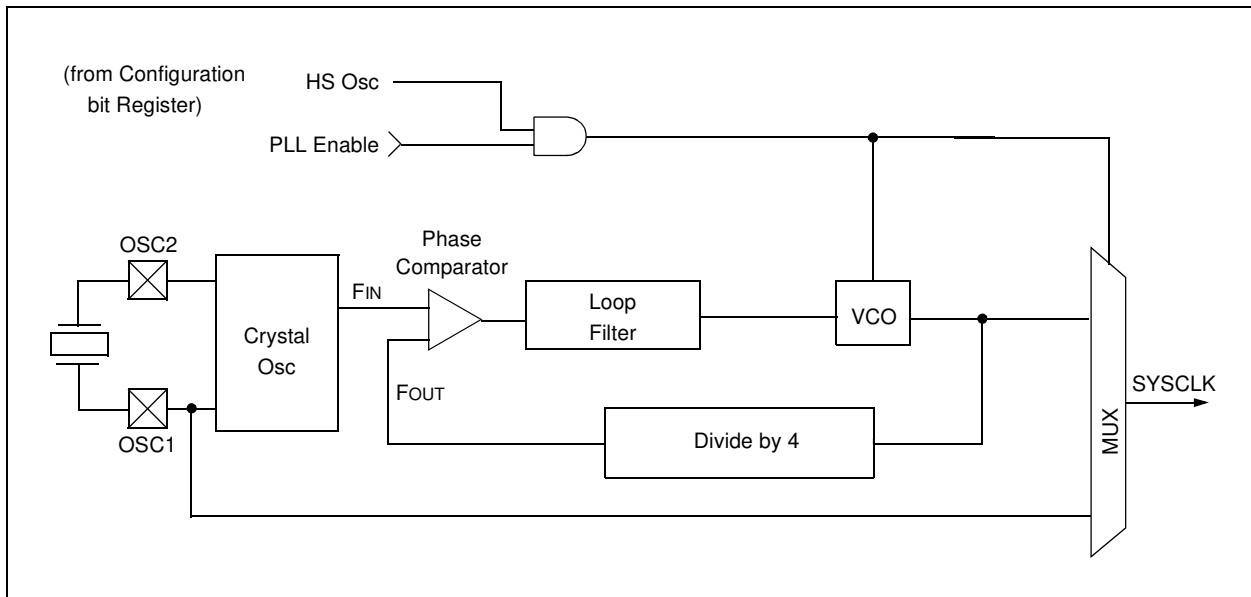 (from Configuration
bit Register)
HS Osc
PLL Enable
OSC2
Crystal
Osc
OSC1
FIN
Phase
Comparator
FOUT
Loop
Filter
VCO
Divide by 4
MUX
SYSCLK